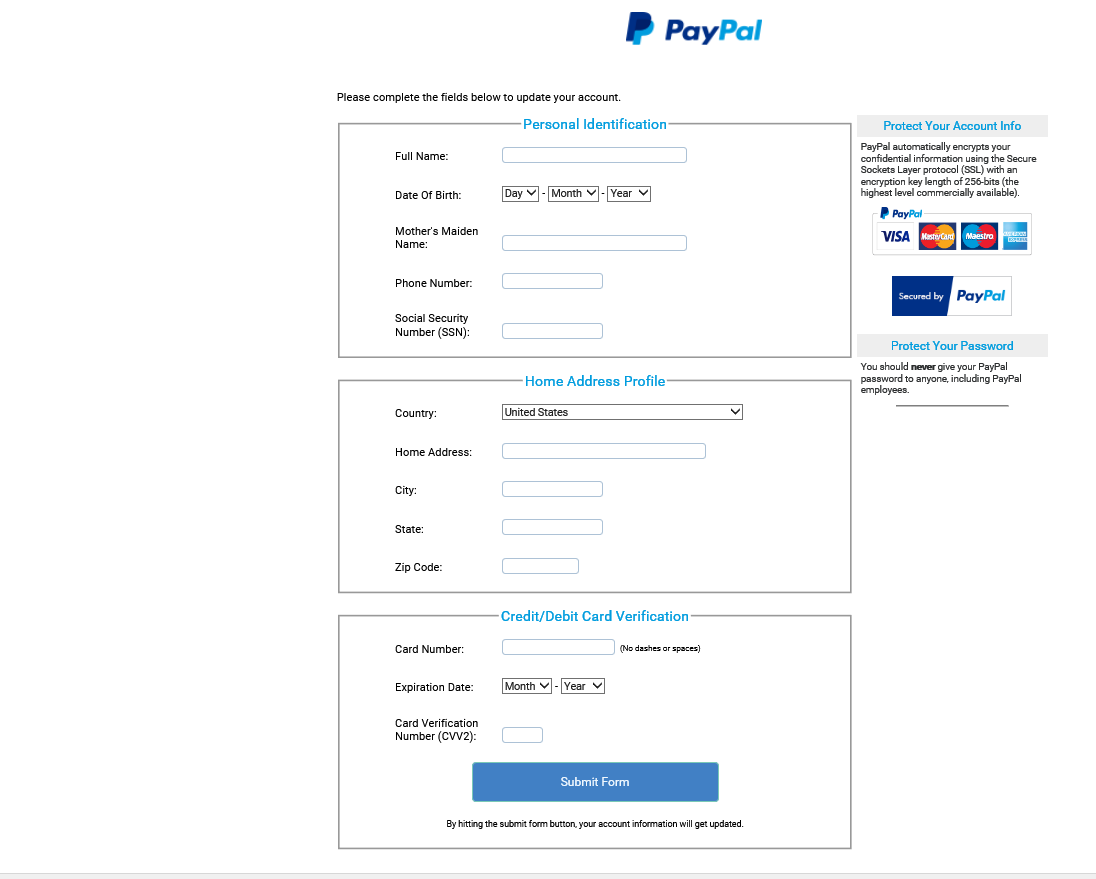 PayPal
Please complete the fields below to update your account.
Personal Identification
Full Name:
Date Of Birth: Day - Month - Year
Mother's Maiden
Name:
Phone Number:
Social Security
Number (SSN):
Home Address Profile
Country: United States
Home Address:
City:
State:
Zip Code:
Credit/Debit Card Verification
Card Number: (No dashes or spaces)
Expiration Date: Month - Year
Card Verification
Number (CVV2):
Submit Form
By hitting the submit form button, your account information will get updated.
Protect Your Account Info
PayPal automatically encrypts your
confidential information using the Secure
Sockets Layer protocol (SSL) with an
encryption key length of 256-bits (the
highest level commercially available).
PayPal
VISA MasterCard Maestro AMERICAN EXPRESS
Secured by PayPal
Protect Your Password
You should never give your PayPal
password to anyone, including PayPal
employees.